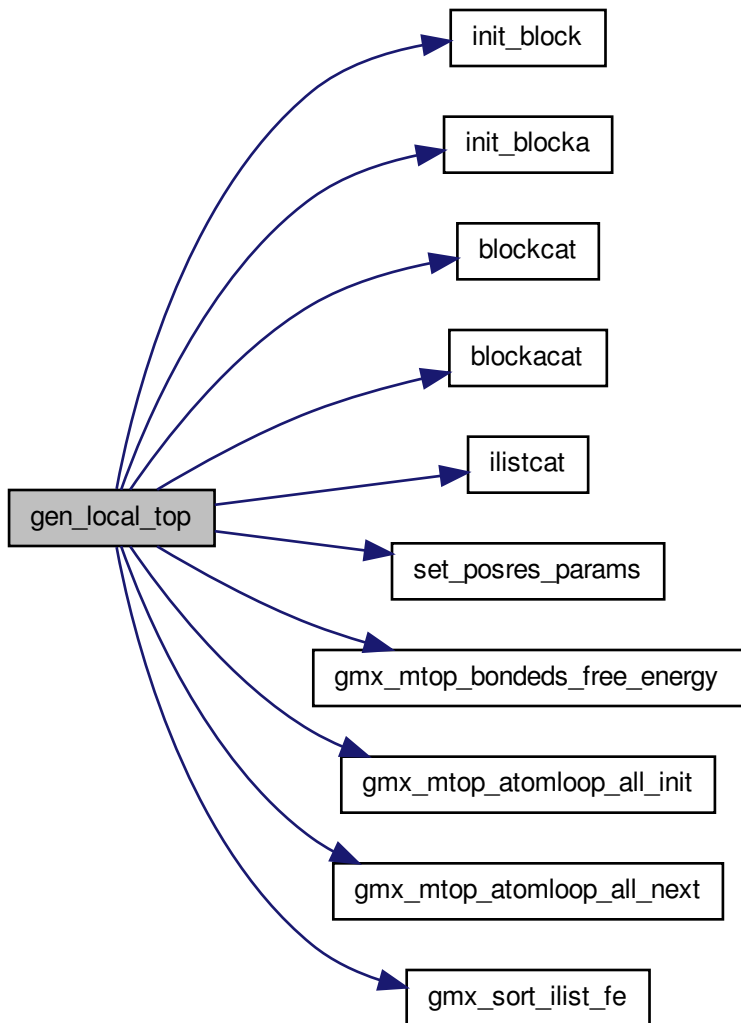 init_block
init_blocka
blockcat
blockacat
ilistcat
gen_local_top
set_posres_params
gmx_mtop_bondeds_free_energy
gmx_mtop_atomloop_all_init
gmx_mtop_atomloop_all_next
gmx_sort_ilist_fe